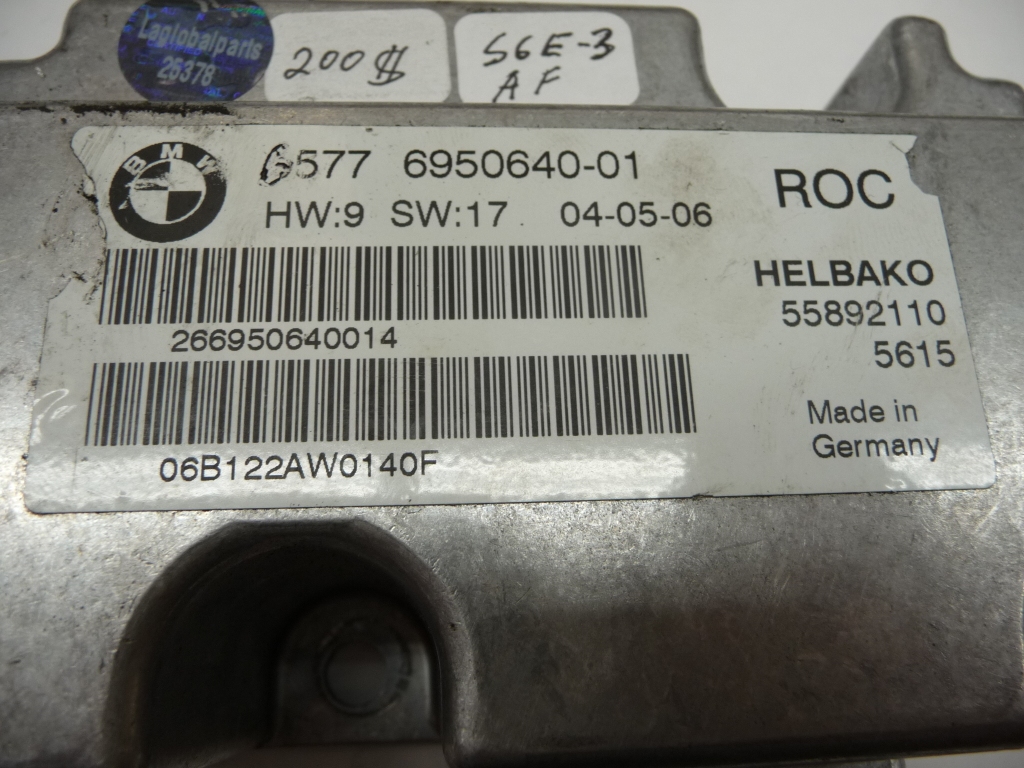 Laglobalparts
26378
200$
S6E-3
AF
BMW
6577 6950640-01
HW:9 SW:17 04-05-06
ROC
266950640014
HELBAKO
55892110
5615
06B122AW0140F
Made in
Germany